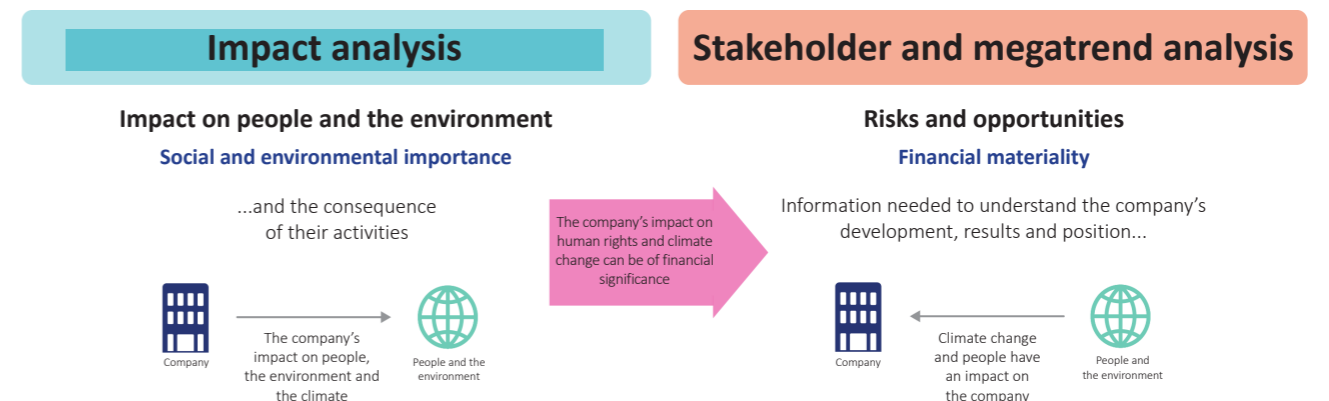 Impact analysis
Impact on people and the environment
Social and environmental importance
...and the consequence
of their activities
Company
The company's
impact on people,
the environment and
the climate
People and the
environment
The company's impact on
human rights and climate
change can be of financial
significance
Stakeholder and megatrend analysis
Risks and opportunities
Financial materiality
Information needed to understand the company's
development, results and position...
Company
Climate change
and people have
an impact on
the company
People and
the environment